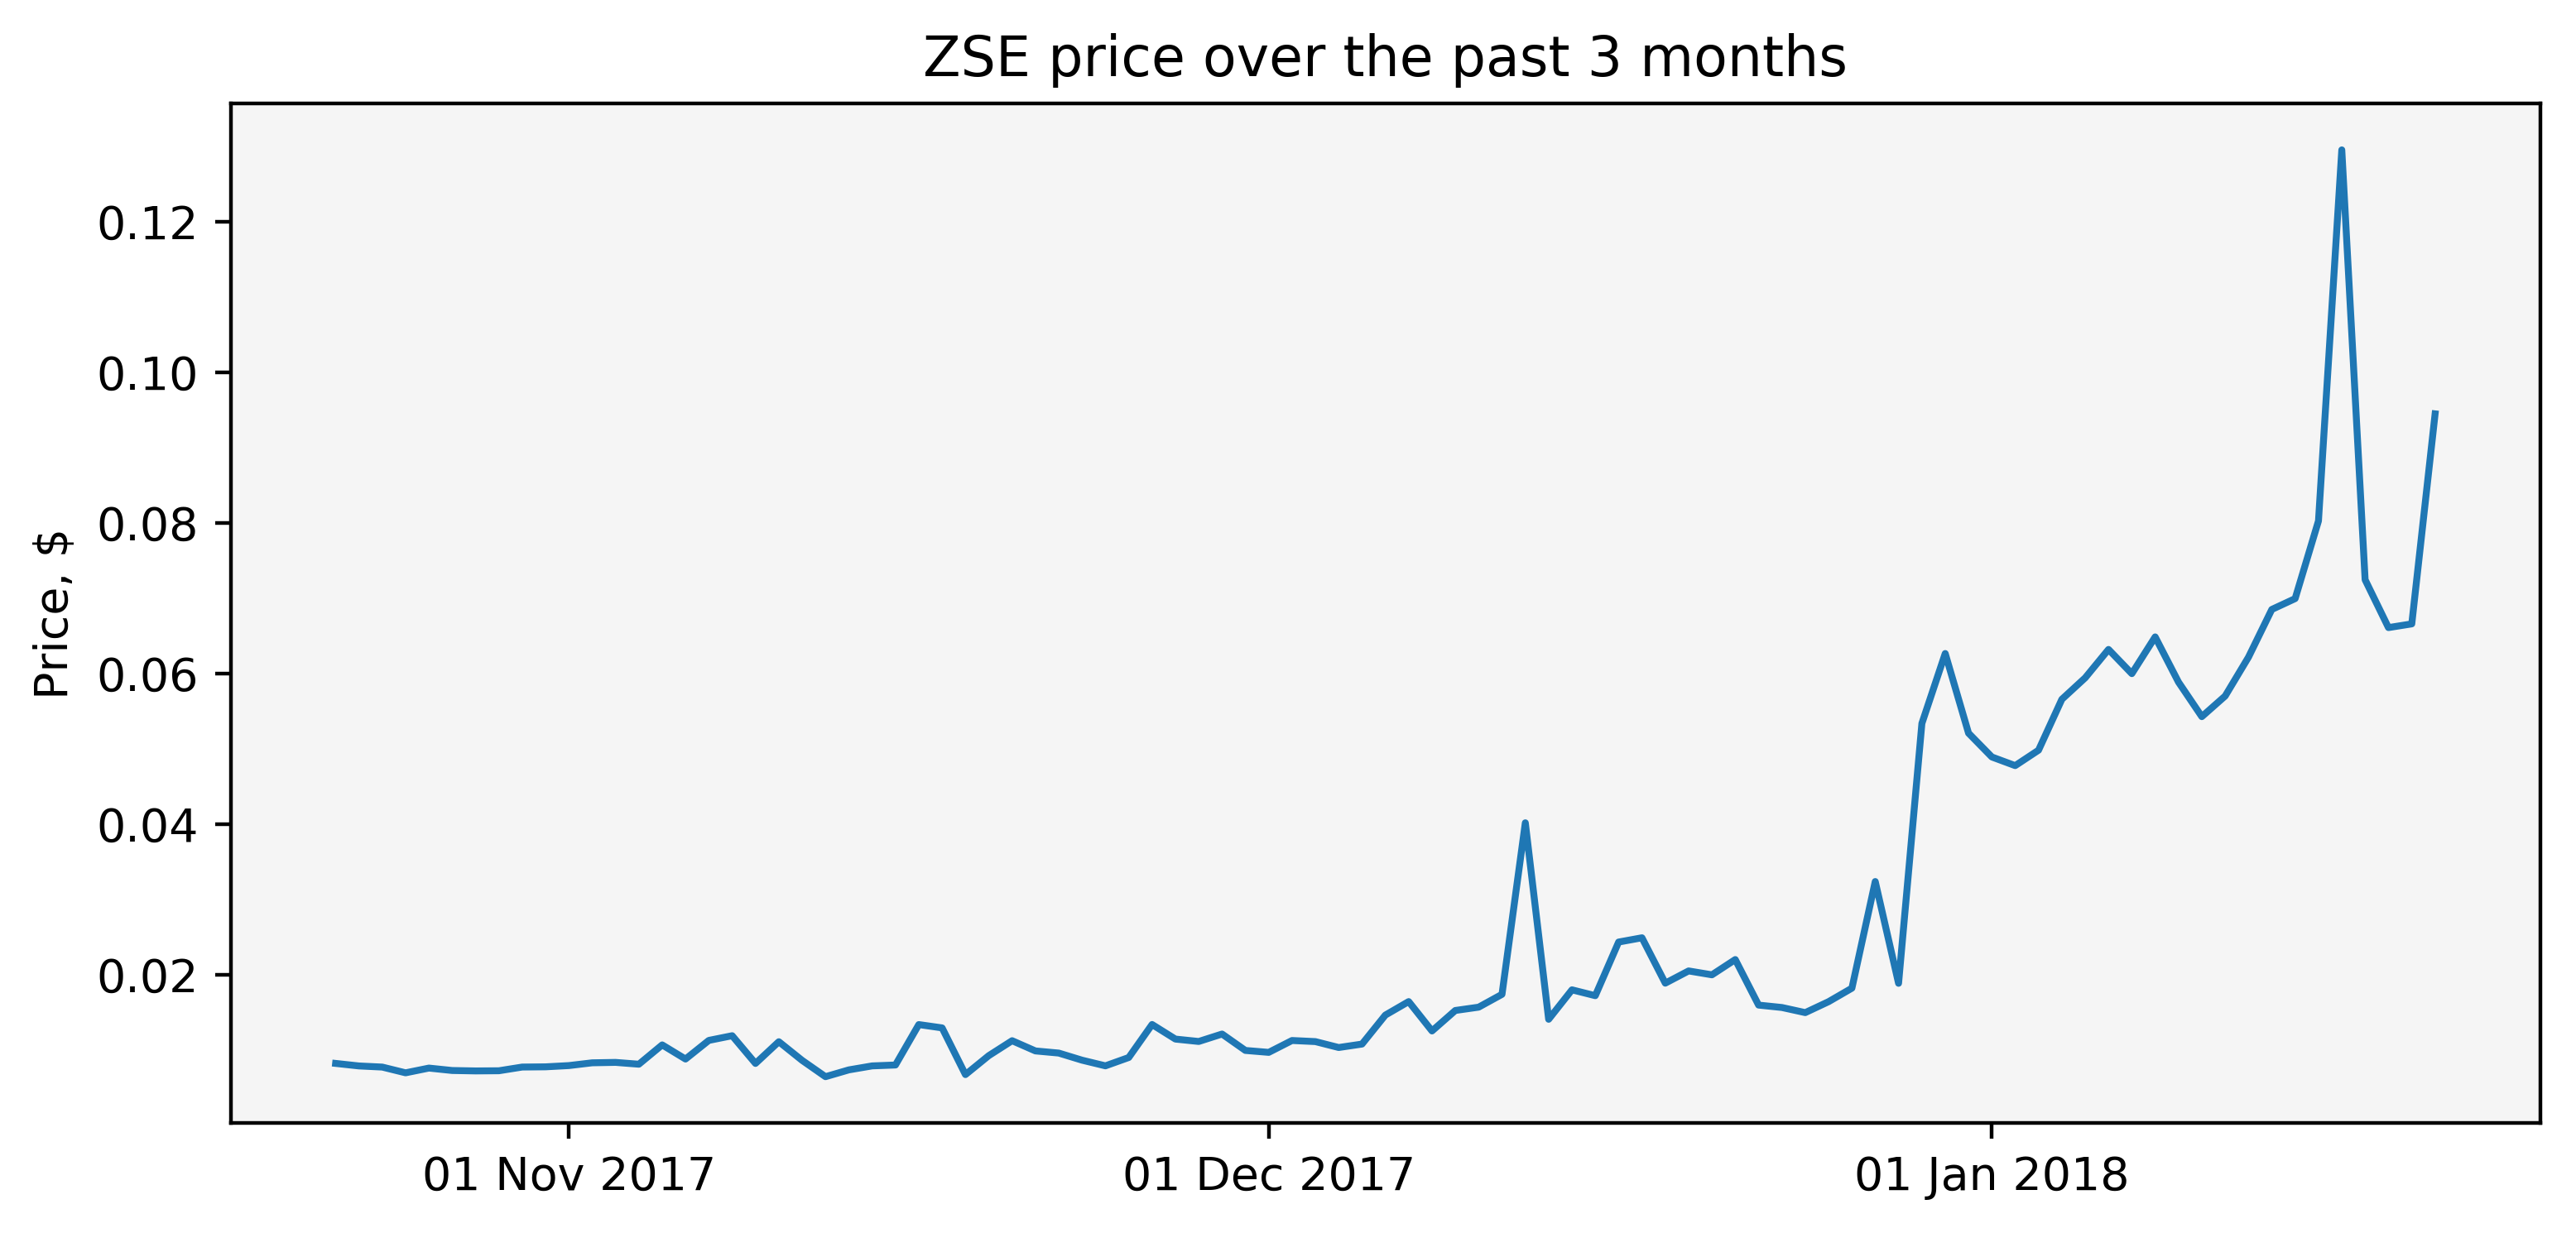 ZSE price over the past 3 months
Price, $
0.12
0.10
0.08
0.06
0.04
0.02
01 Nov 2017
01 Dec 2017
01 Jan 2018